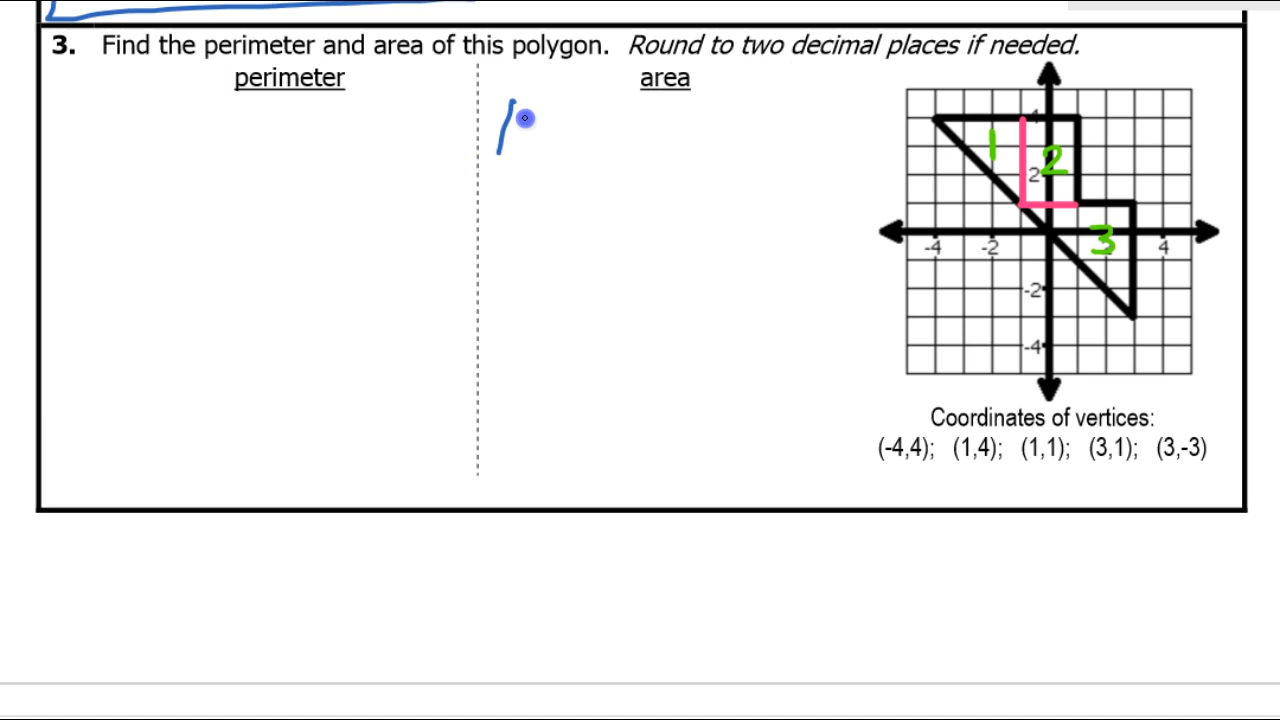 3. Find the perimeter and area of this polygon. Round to two decimal places if needed.
perimeter
area
4
1
2
2
3
-4
-2
4
-2
-4
Coordinates of vertices:
(-4,4); (1,4); (1,1); (3,1); (3,-3)